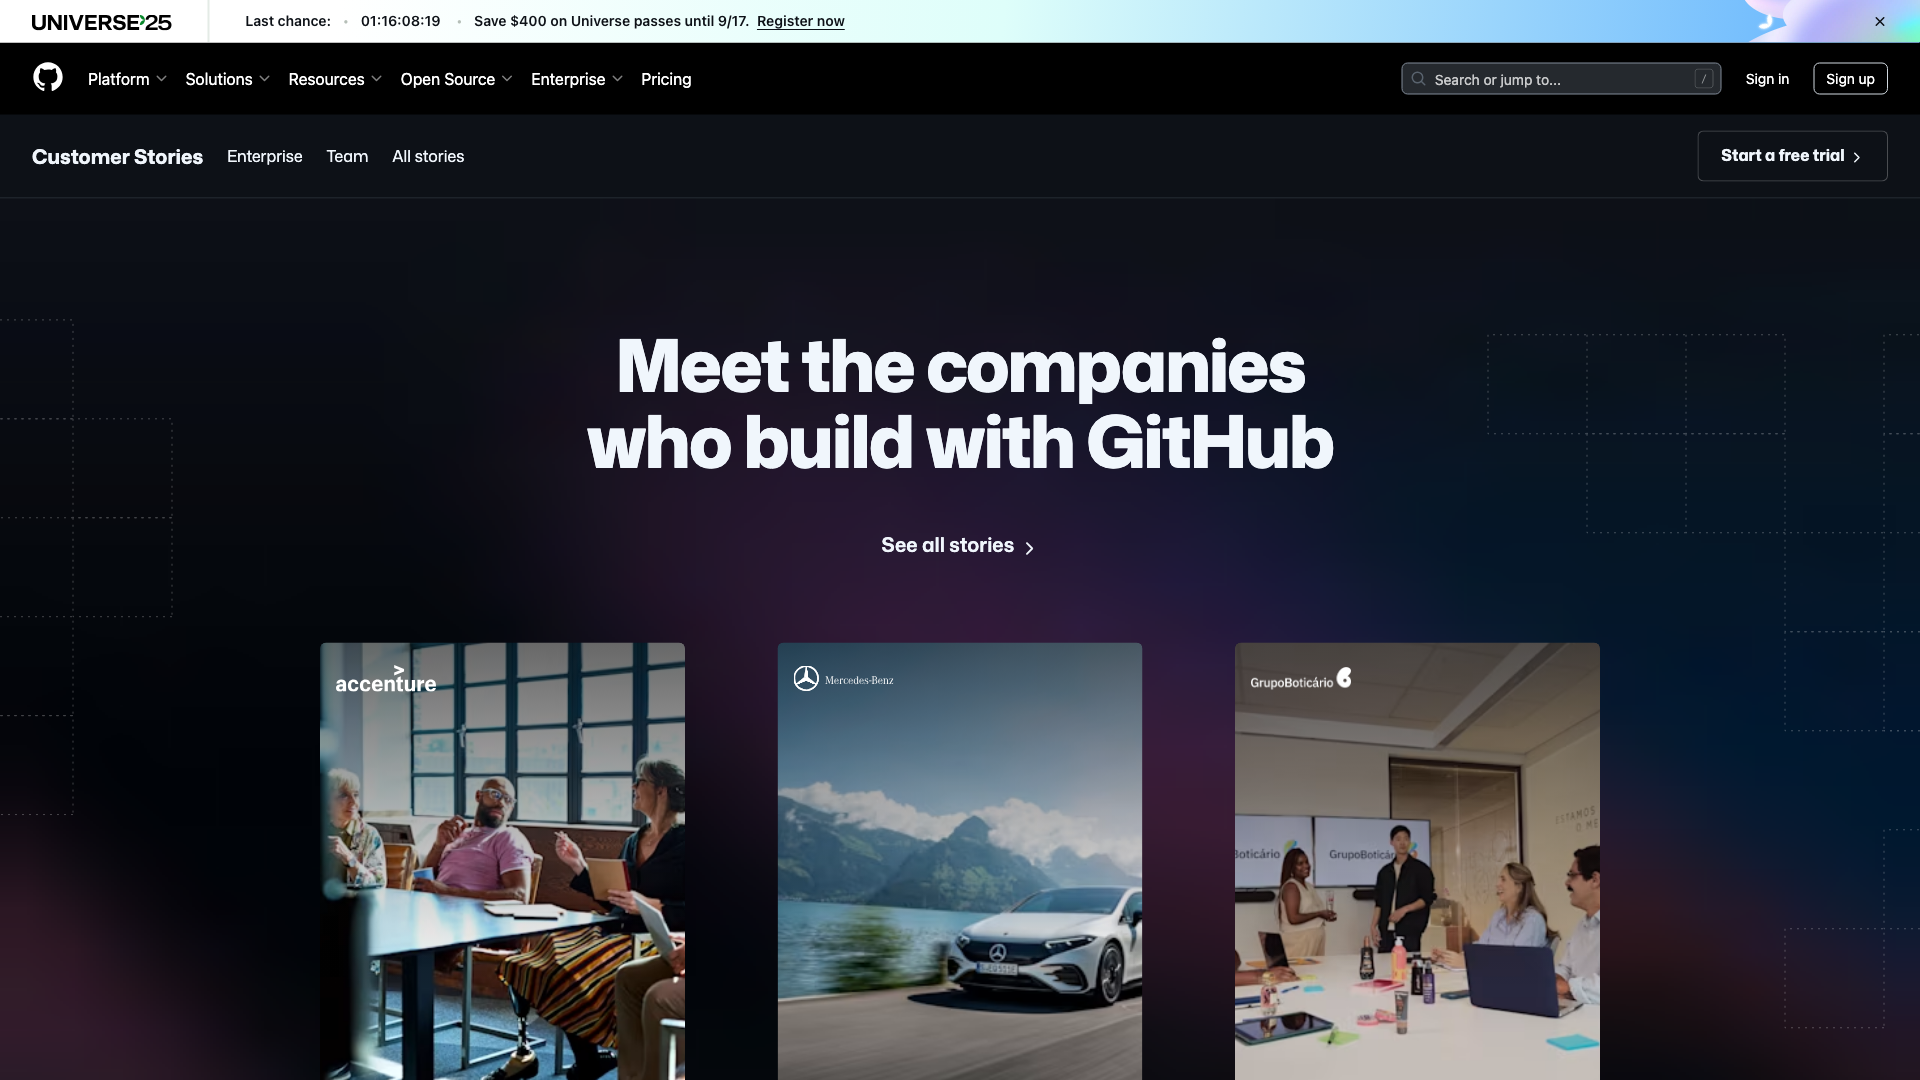 UNIVERSE'25
Last chance: • 01:16:08:19 • Save $400 on Universe passes until 9/17. Register now
Platform Solutions Resources Open Source Enterprise Pricing
Search or jump to... /
Sign in
Sign up
Customer Stories Enterprise Team All stories
Start a free trial
Meet the companies
who build with GitHub
See all stories
accenture
Mercedes-Benz
GrupoBoticário
ESTAMOS
O ME
Boticário
GrupoBoticár